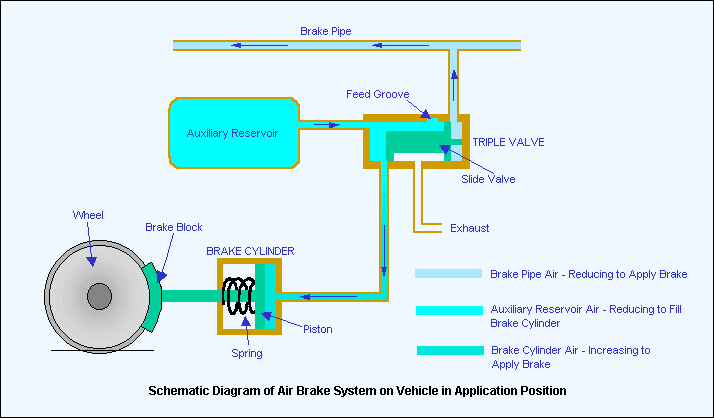 Brake Pipe
Feed Groove
Auxiliary Reservoir
TRIPLE VALVE
Slide Valve
Wheel
Brake Block
Exhaust
BRAKE CYLINDER
Brake Pipe Air - Reducing to Apply Brake
Auxiliary Reservoir Air - Reducing to Fill
Brake Cylinder
Piston
Spring
Brake Cylinder Air - Increasing to
Apply Brake
Schematic Diagram of Air Brake System on Vehicle in Application Position